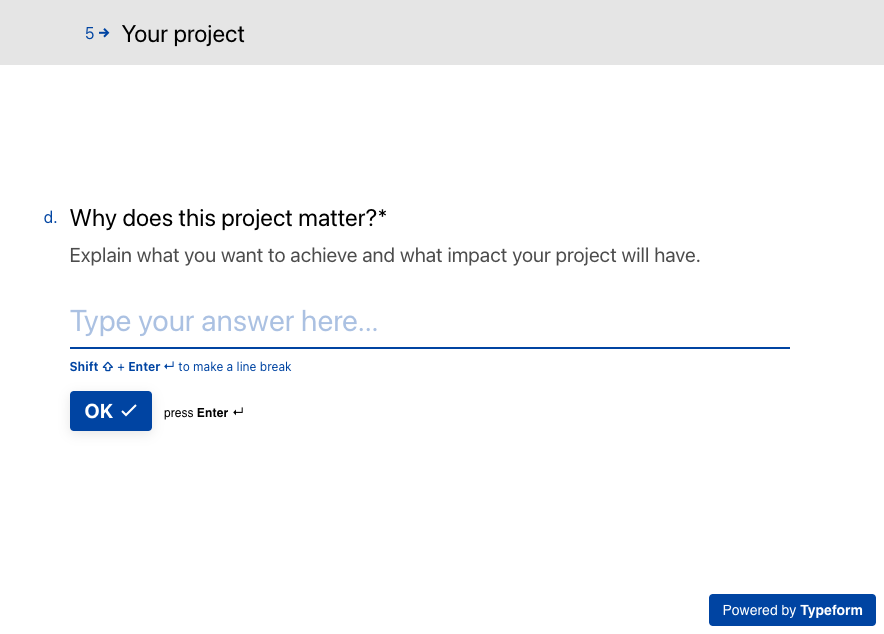 5 → Your project
d. Why does this project matter?*
Explain what you want to achieve and what impact your project will have.
Type your answer here...
Shift ⇧ + Enter ↵ to make a line break
OK ✓ press Enter ↵
Powered by Typeform